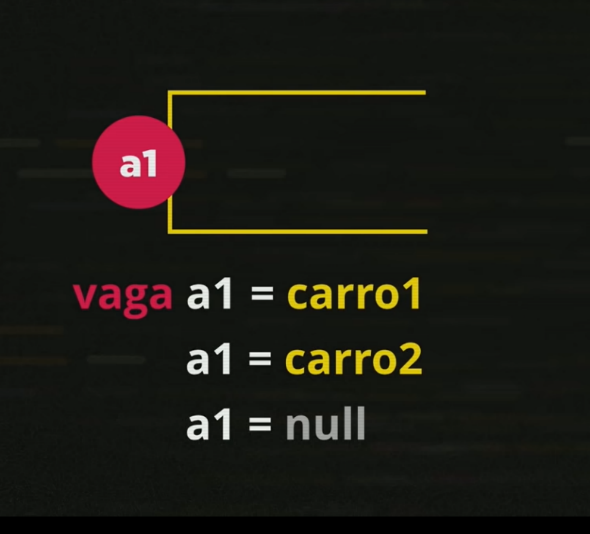 a1
vaga a1 = carro1
a1 = carro2
a1 = null